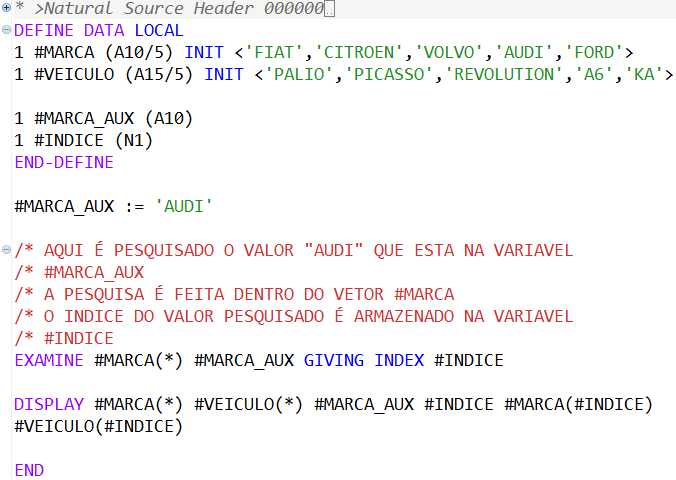 * >Natural Source Header 000000
DEFINE DATA LOCAL
1 #MARCA (A10/5) INIT <'FIAT','CITROEN','VOLVO','AUDI','FORD'>
1 #VEICULO (A15/5) INIT <'PALIO','PICASSO','REVOLUTION','A6','KA'>
1 #MARCA_AUX (A10)
1 #INDICE (N1)
END-DEFINE
#MARCA_AUX := 'AUDI'
/* AQUI É PESQUISADO O VALOR "AUDI" QUE ESTA NA VARIAVEL
/* #MARCA_AUX
/* A PESQUISA É FEITA DENTRO DO VETOR #MARCA
/* O INDICE DO VALOR PESQUISADO É ARMAZENADO NA VARIAVEL
/* #INDICE
EXAMINE #MARCA(*) #MARCA_AUX GIVING INDEX #INDICE
DISPLAY #MARCA(*) #VEICULO(*) #MARCA_AUX #INDICE #MARCA(#INDICE)
#VEICULO(#INDICE)
END